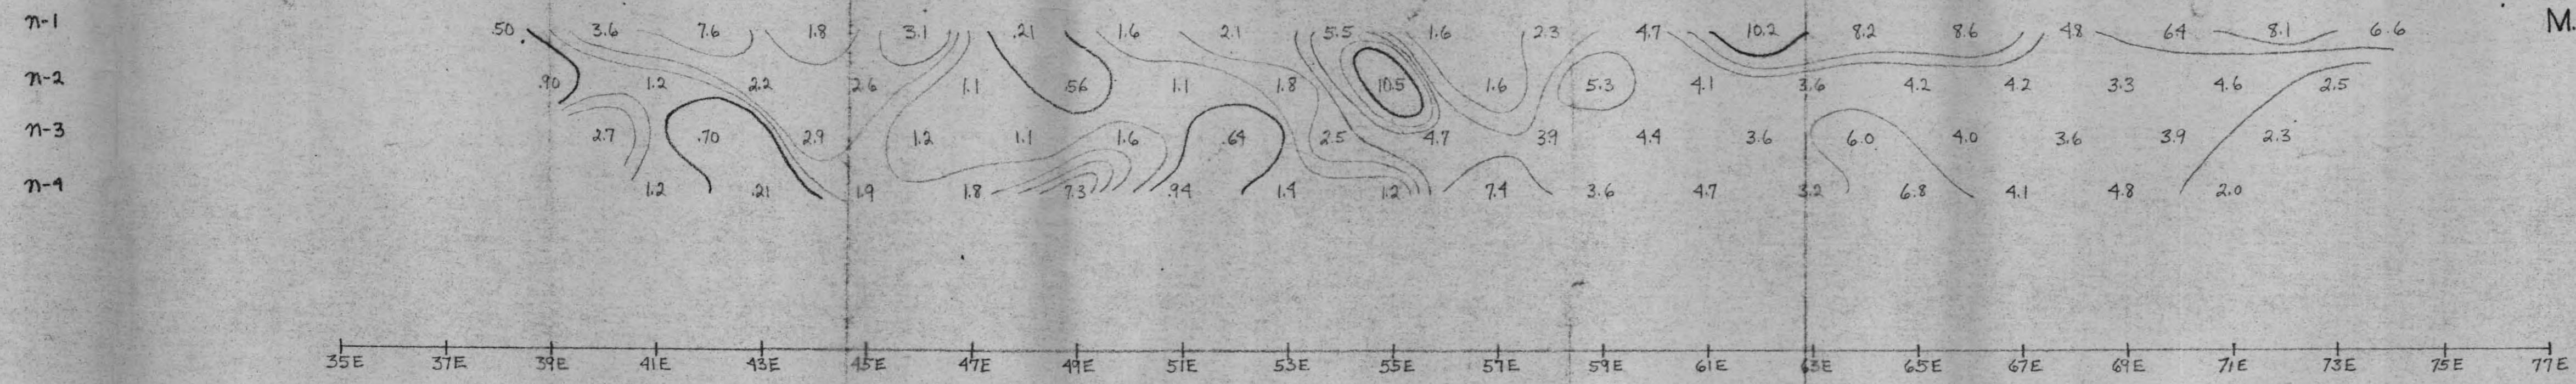 n-1 .50 3.6 7.6 1.8 3.1 .21 1.6 2.1 5.5 1.6 2.3 4.7 10.2 8.2 8.6 48 64 8.1 6.6 M.
n-2 .90 1.2 2.2 2.6 1.1 .56 1.1 1.8 10.5 1.6 5.3 4.1 3.6 4.2 4.2 3.3 4.6 2.5
n-3 2.7 .70 2.9 1.2 1.1 1.6 .64 2.5 4.7 3.9 4.4 3.6 6.0 4.0 3.6 3.9 2.3
n-4 1.2 .21 1.9 1.8 7.3 .94 1.4 1.2 7.4 3.6 4.7 3.2 6.8 4.1 4.8 2.0
35E 37E 39E 41E 43E 45E 47E 49E 51E 53E 55E 57E 59E 61E 63E 65E 67E 69E 71E 73E 75E 77E